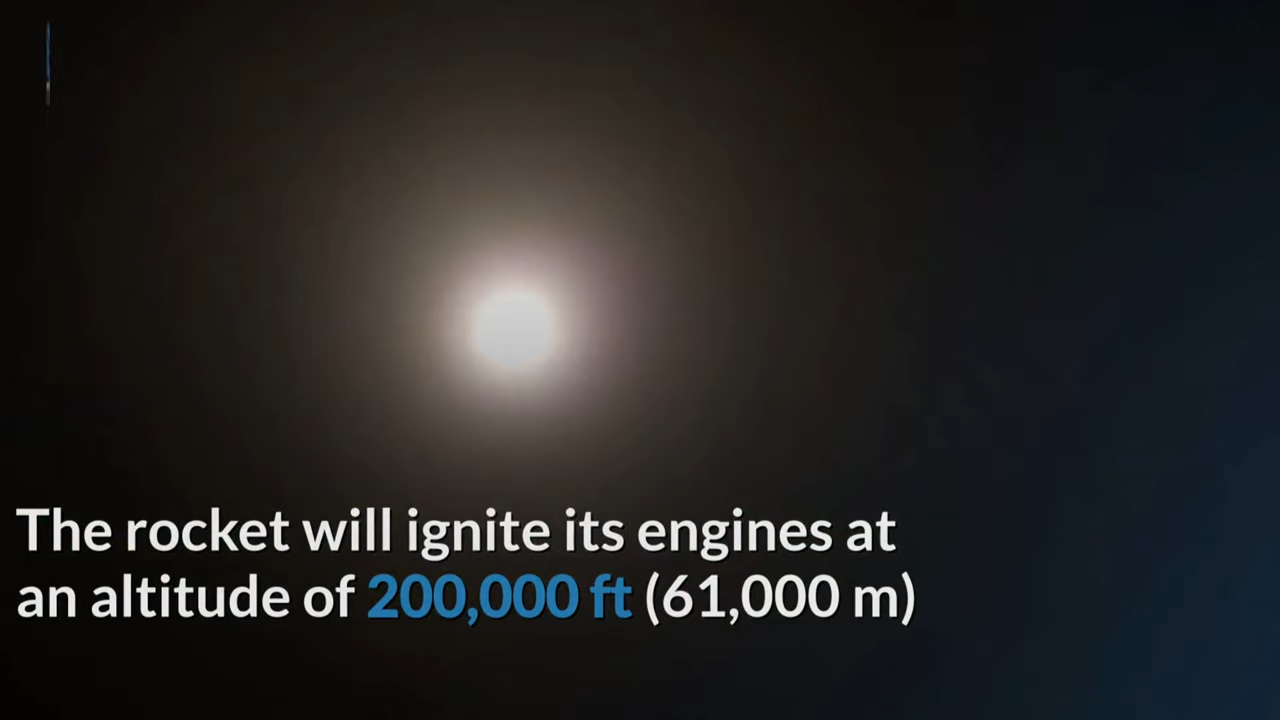 The rocket will ignite its engines at
an altitude of 200,000 ft (61,000 m)